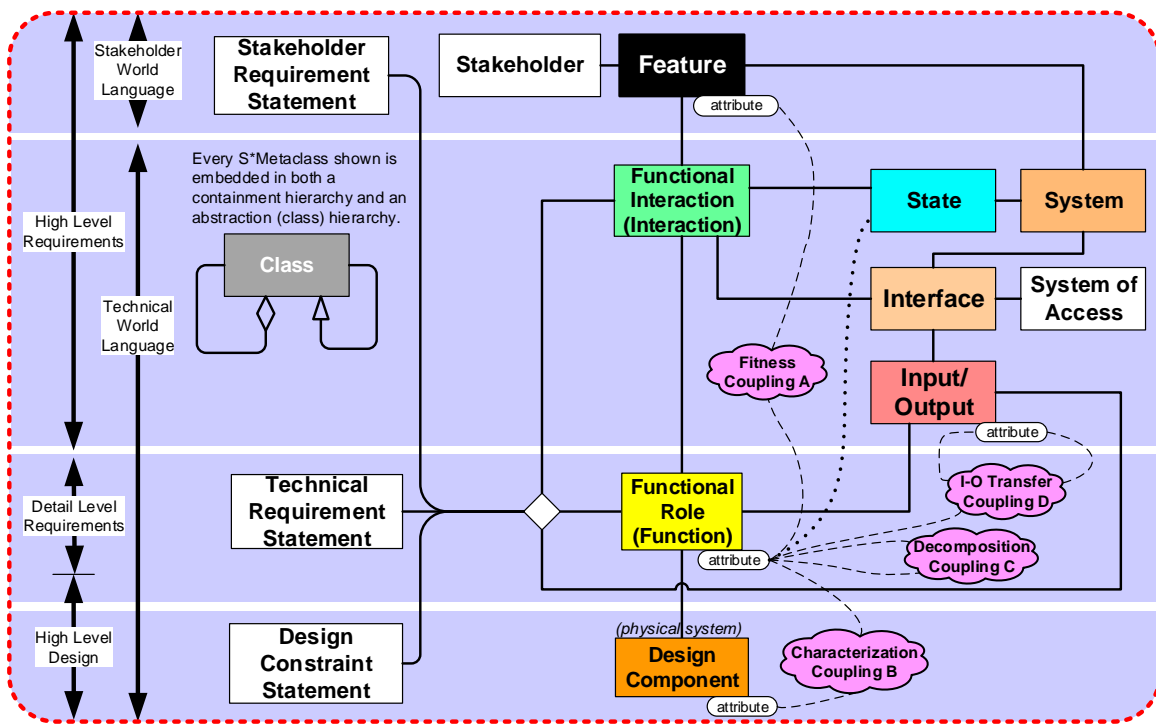 Stakeholder
World
Language
Stakeholder
Requirement
Statement
Stakeholder
Feature
attribute
Every S*Metaclass shown is
embedded in both a
containment hierarchy and an
abstraction (class) hierarchy.
Class
High Level
Requirements
Technical
World
Language
Functional
Interaction
(Interaction)
State
System
Interface
System of
Access
Fitness
Coupling A
Input/
Output
attribute
Detail Level
Requirements
Technical
Requirement
Statement
Functional
Role
(Function)
attribute
I-O Transfer
Coupling D
Decomposition
Coupling C
High Level
Design
Design
Constraint
Statement
(physical system)
Design
Component
attribute
Characterization
Coupling B